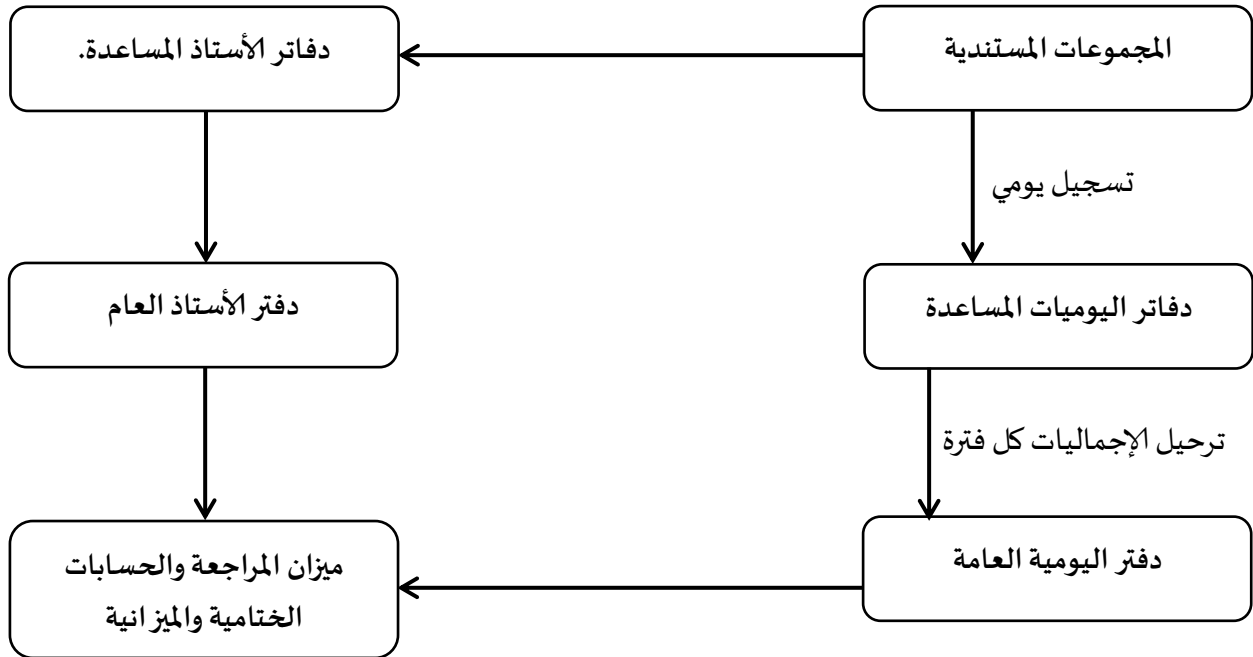 المجموعات المستندية
دفاتر الأستاذ المساعدة.
تسجيل يومي
دفاتر اليوميات المساعدة
دفتر الأستاذ العام
ترحيل الإجماليات كل فترة
دفتر اليومية العامة
ميزان المراجعة والحسابات
الختامية والميزانية